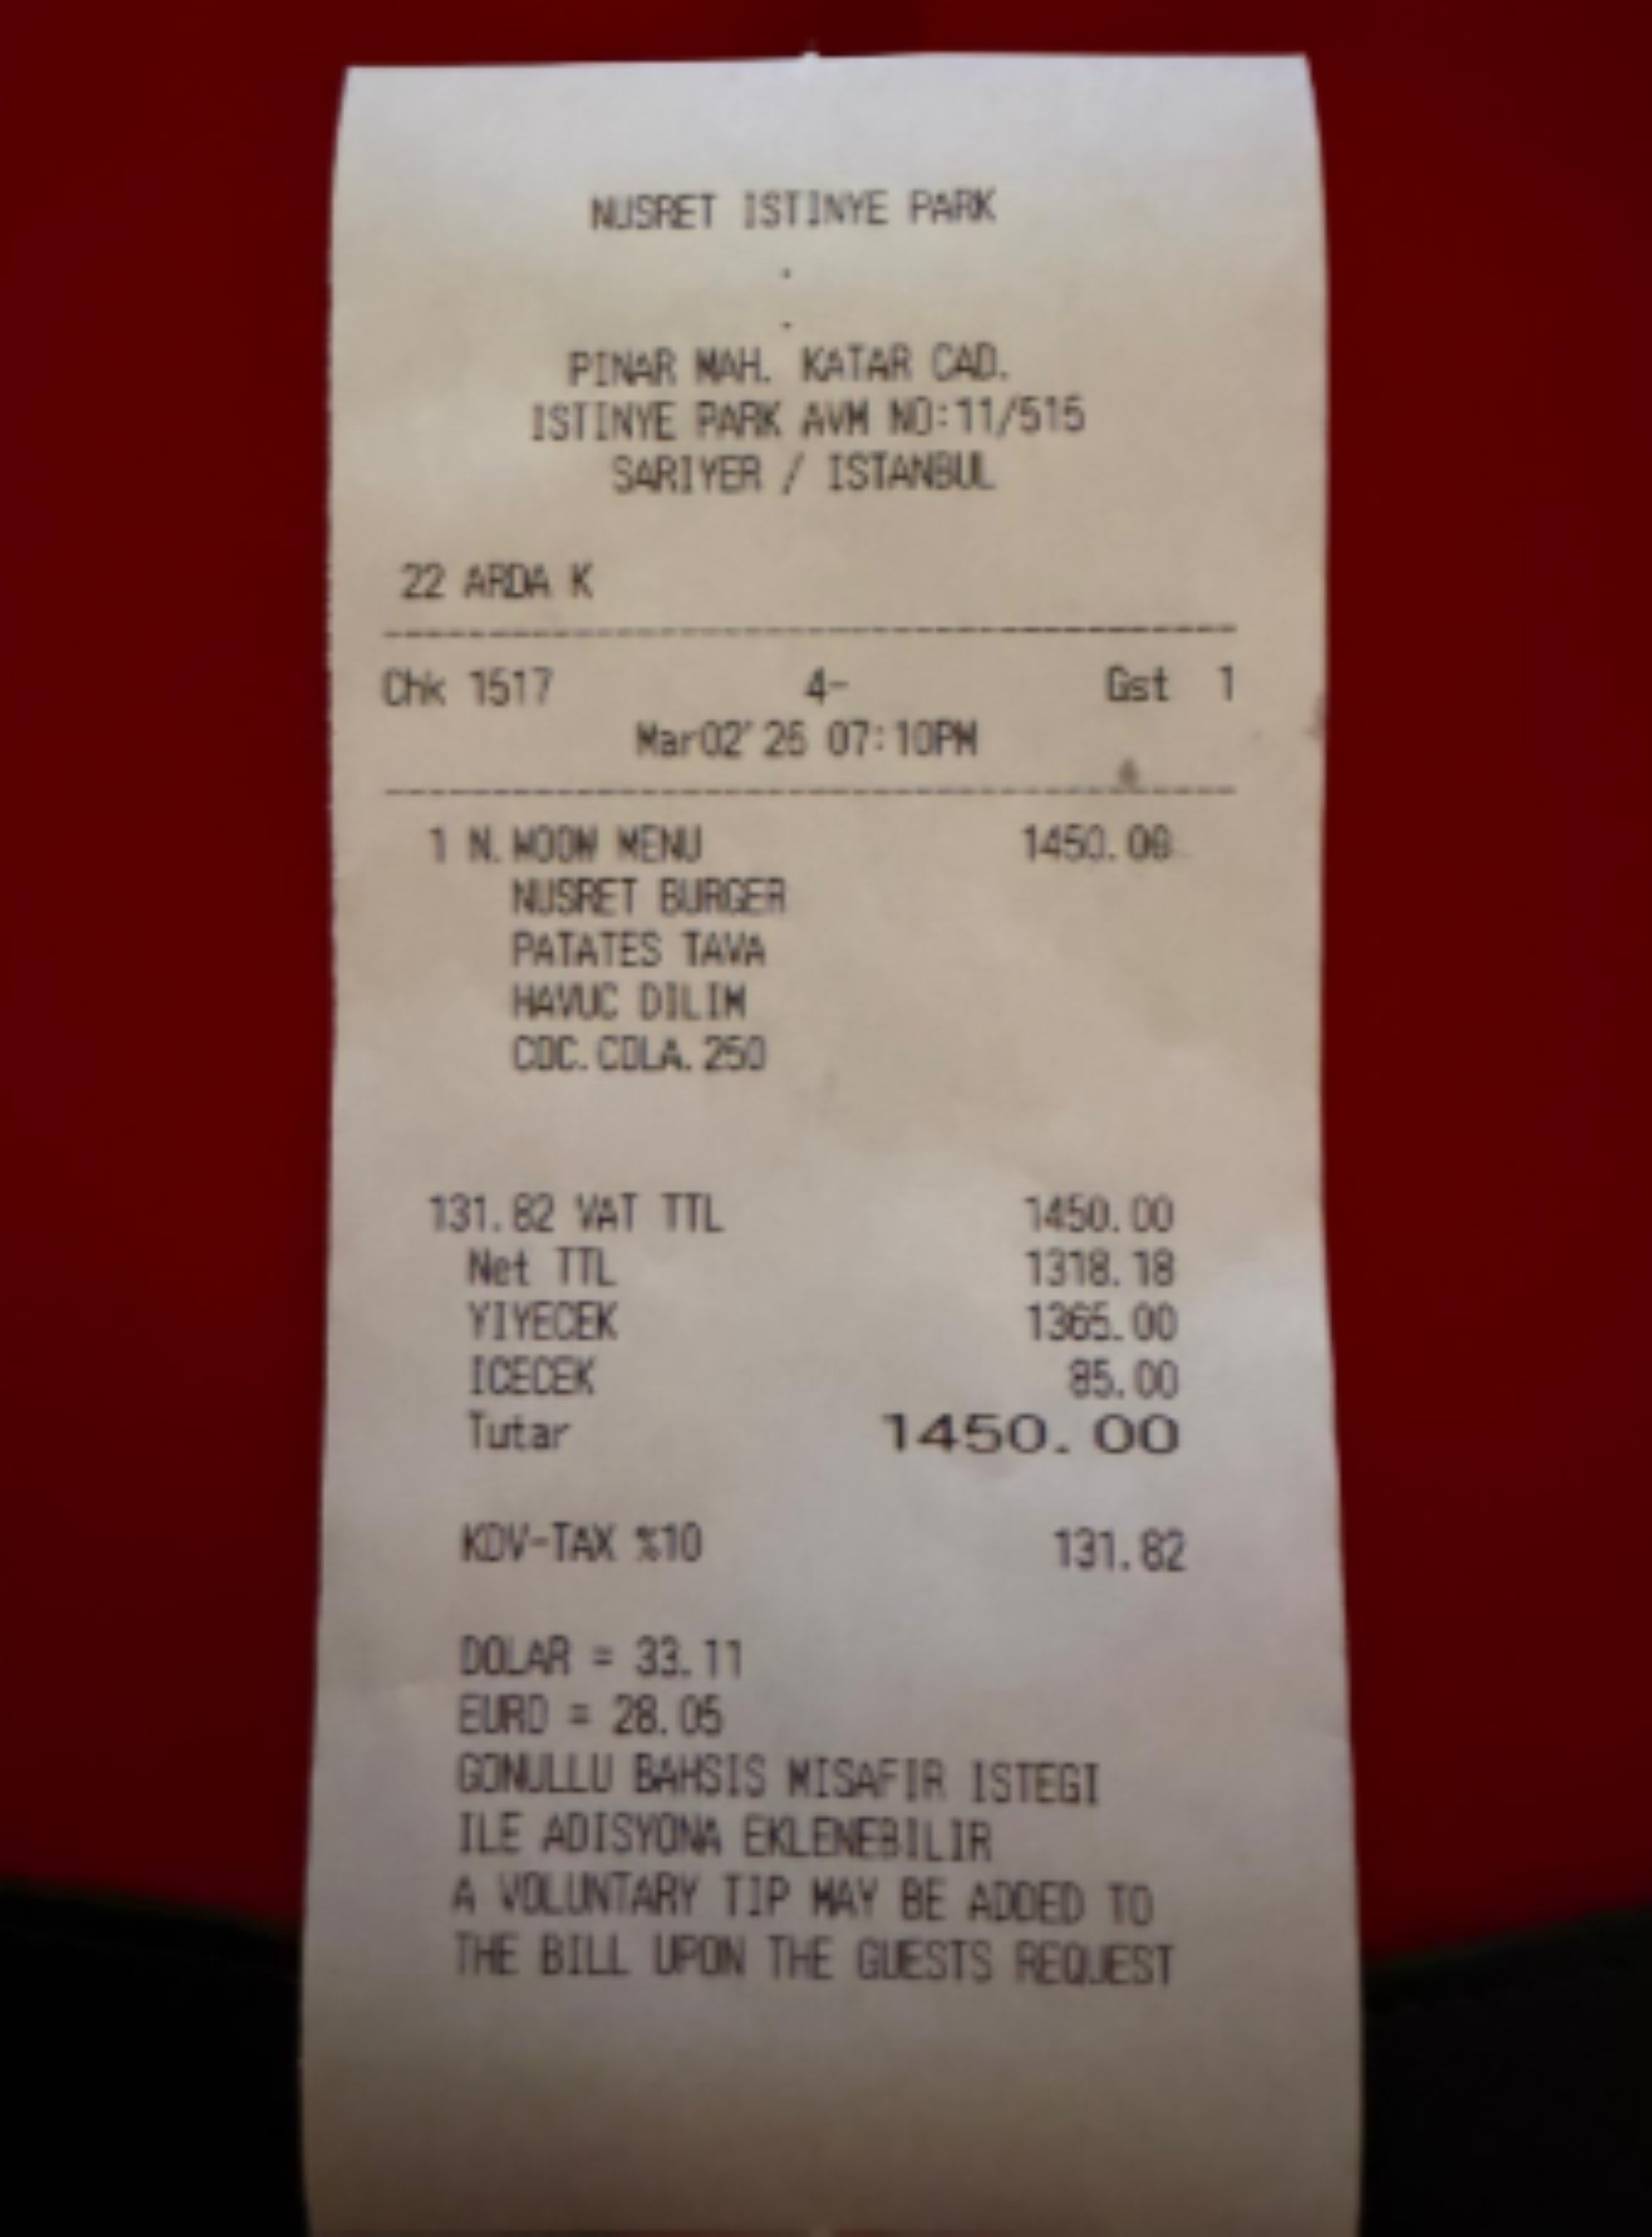 NUSRET ISTINYE PARK
.
.
PINAR MAH. KATAR CAD.
ISTINYE PARK AVM NO:11/515
SARIYER / ISTANBUL
22 ARDA K
----------------------------------------
Chk 1517 4- Gst 1
Mar02'25 07:10PM
----------------------------------------
1 N.WOOW MENU 1450.00
NUSRET BURGER
PATATES TAVA
HAVUC DILIM
COC.COLA.250
131.82 VAT TTL 1450.00
Net TTL 1318.18
YIYECEK 1365.00
ICECEK 85.00
Tutar 1450.00
KDV-TAX %10 131.82
DOLAR = 33.11
EURO = 28.05
GONULLU BAHSIS MISAFIR ISTEGI
ILE ADISYONA EKLENEBILIR
A VOLUNTARY TIP MAY BE ADDED TO
THE BILL UPON THE GUESTS REQUEST